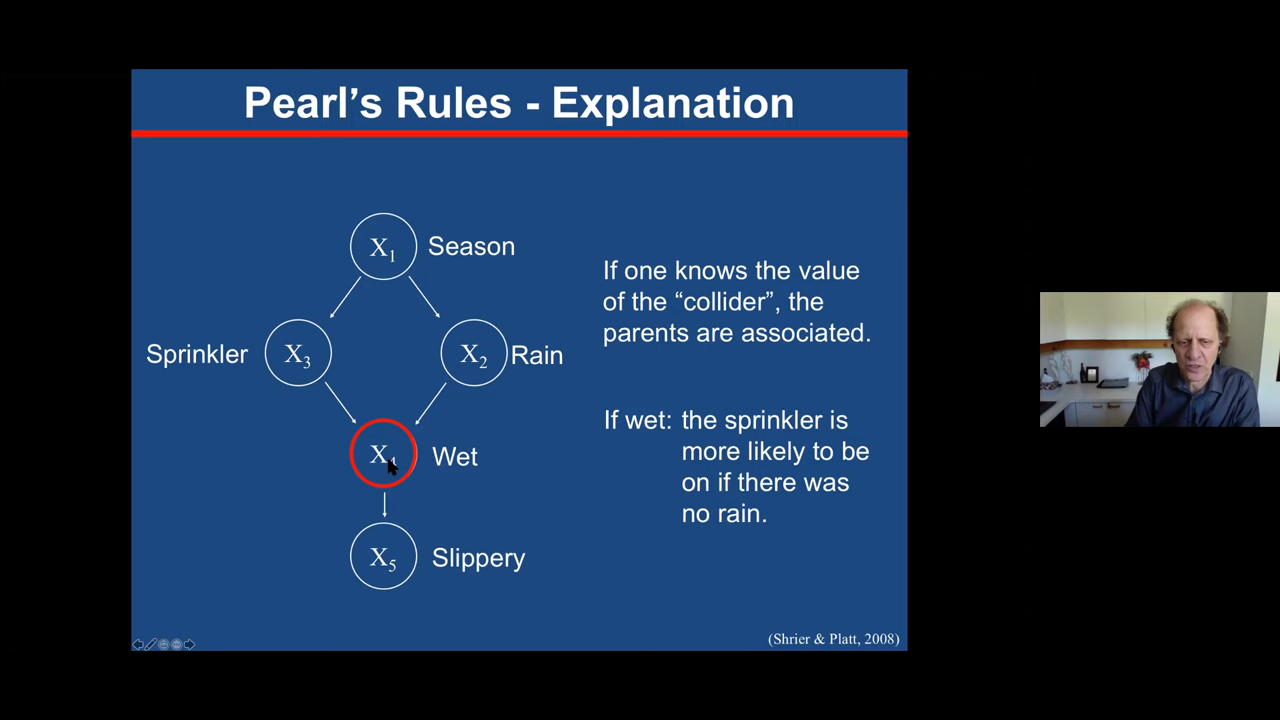 Pearl’s Rules - Explanation
X1 Season
If one knows the value
of the “collider”, the
parents are associated.
Sprinkler X3 X2 Rain
If wet: the sprinkler is
more likely to be
on if there was
no rain.
X4 Wet
X5 Slippery
(Shrier & Platt, 2008)